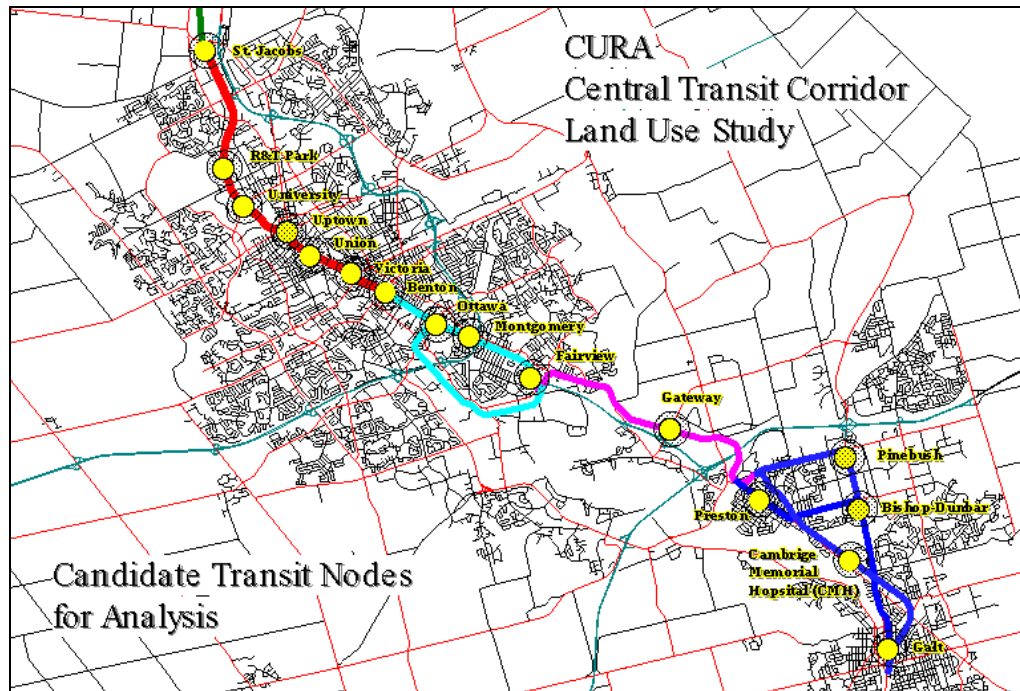 CURA
Central Transit Corridor
Land Use Study
St. Jacobs
R&T Park
University
Uptown
Union
Victoria
Benton
Ottawa
Montgomery
Fairview
Gateway
Pinebush
Preston
Bishop-Dunbar
Cambrige
Memorial
Hopsital (CMH)
Galt
Candidate Transit Nodes
for Analysis